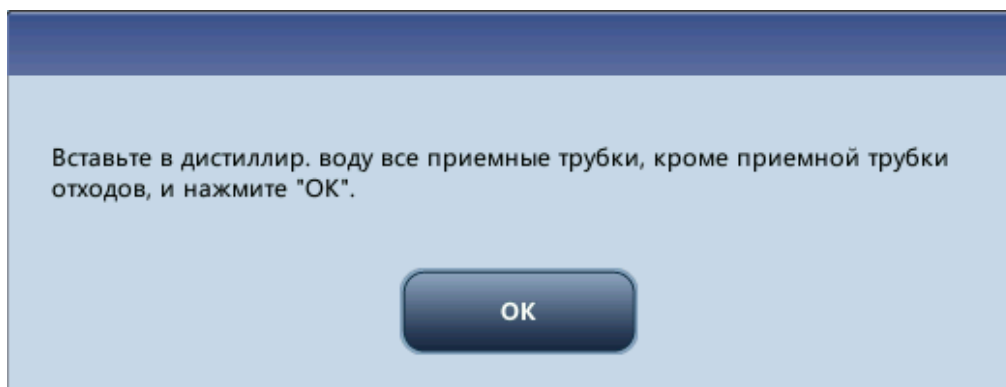 Вставьте в дистиллир. воду все приемные трубки, кроме приемной трубки
отходов, и нажмите "ОК".
ОК